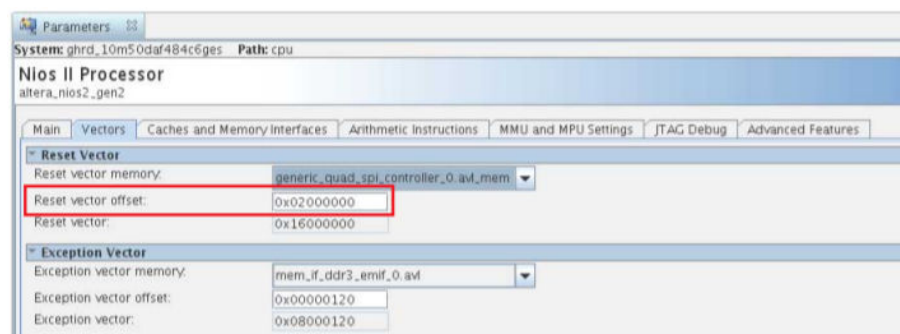 Parameters
System: ghrd_10m50daf484c6ges Path: cpu
Nios II Processor
altera_nios2_gen2
Main Vectors Caches and Memory Interfaces Arithmetic Instructions MMU and MPU Settings JTAG Debug Advanced Features
Reset Vector
Reset vector memory: generic_quad_spi_controller_0.avl_mem
Reset vector offset: 0x02000000
Reset vector: 0x16000000
Exception Vector
Exception vector memory: mem_if_ddr3_emif_0.avl
Exception vector offset: 0x00000120
Exception vector: 0x08000120